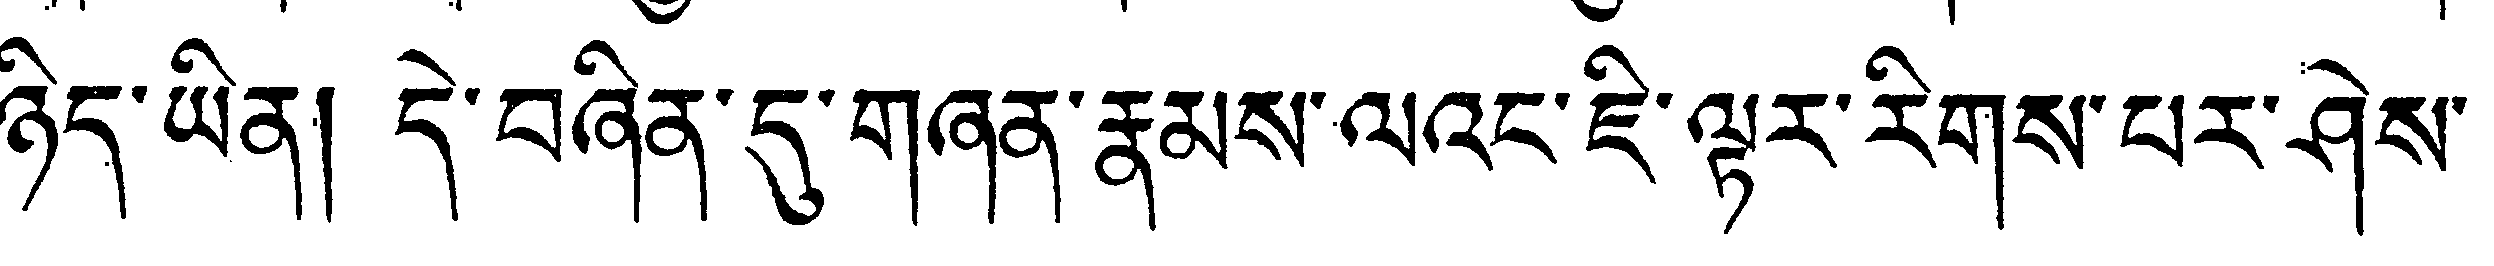 ཉིད་ཡིན། དེ་བཞིན་དུ་གཞན་རྣམས་ལའང་ཇི་ལྟར་རིགས་པར་ཤེས་